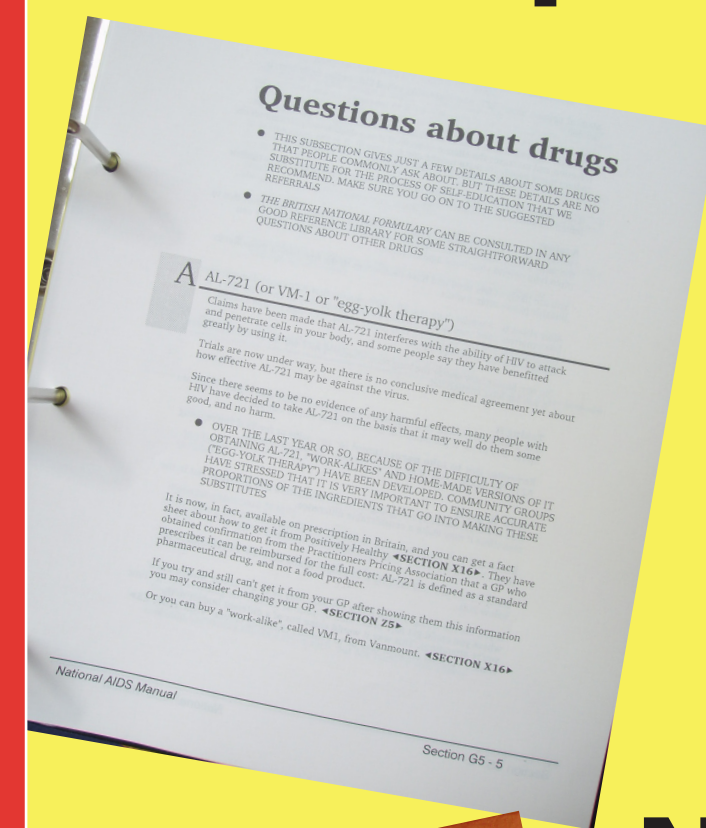 Questions about drugs
● THIS SUBSECTION GIVES JUST A FEW DETAILS ABOUT SOME DRUGS
THAT PEOPLE COMMONLY ASK ABOUT. BUT THESE DETAILS ARE NO
SUBSTITUTE FOR THE PROCESS OF SELF-EDUCATION THAT WE
RECOMMEND. MAKE SURE YOU GO ON TO THE SUGGESTED
REFERRALS
● THE BRITISH NATIONAL FORMULARY CAN BE CONSULTED IN ANY
GOOD REFERENCE LIBRARY FOR SOME STRAIGHTFORWARD
QUESTIONS ABOUT OTHER DRUGS
A
AL-721 (or VM-1 or "egg-yolk therapy")
Claims have been made that AL-721 interferes with the ability of HIV to attack
and penetrate cells in your body, and some people say they have benefitted
greatly by using it.
Trials are now under way, but there is no conclusive medical agreement yet about
how effective AL-721 may be against the virus.
Since there seems to be no evidence of any harmful effects, many people with
HIV have decided to take AL-721 on the basis that it may well do them some
good, and no harm.
● OVER THE LAST YEAR OR SO, BECAUSE OF THE DIFFICULTY OF
OBTAINING AL-721, "WORK-ALIKES" AND HOME-MADE VERSIONS OF IT
("EGG-YOLK THERAPY") HAVE BEEN DEVELOPED. COMMUNITY GROUPS
HAVE STRESSED THAT IT IS VERY IMPORTANT TO ENSURE ACCURATE
PROPORTIONS OF THE INGREDIENTS THAT GO INTO MAKING THESE
SUBSTITUTES
It is now, in fact, available on prescription in Britain, and you can get a fact
sheet about how to get it from Positively Healthy ◄SECTION X16►. They have
obtained confirmation from the Practitioners Pricing Association that a GP who
prescribes it can be reimbursed for the full cost: AL-721 is defined as a standard
pharmaceutical drug, and not a food product.
If you try and still can't get it from your GP after showing them this information
you may consider changing your GP. ◄SECTION Z5►
Or you can buy a "work-alike", called VM1, from Vanmount. ◄SECTION X16►
National AIDS Manual
Section G5 - 5